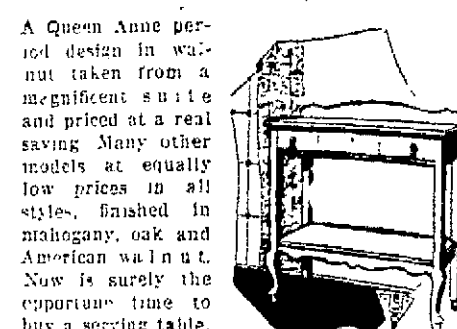 A Queen Anne per-
iod design in wal-
nut taken from a
magnificent suite
and priced at a real
saving Many other
models at equally
low prices in all
styles, finished in
mahogany, oak and
American walnut.
Now is surely the
opportune time to
buy a serving table.